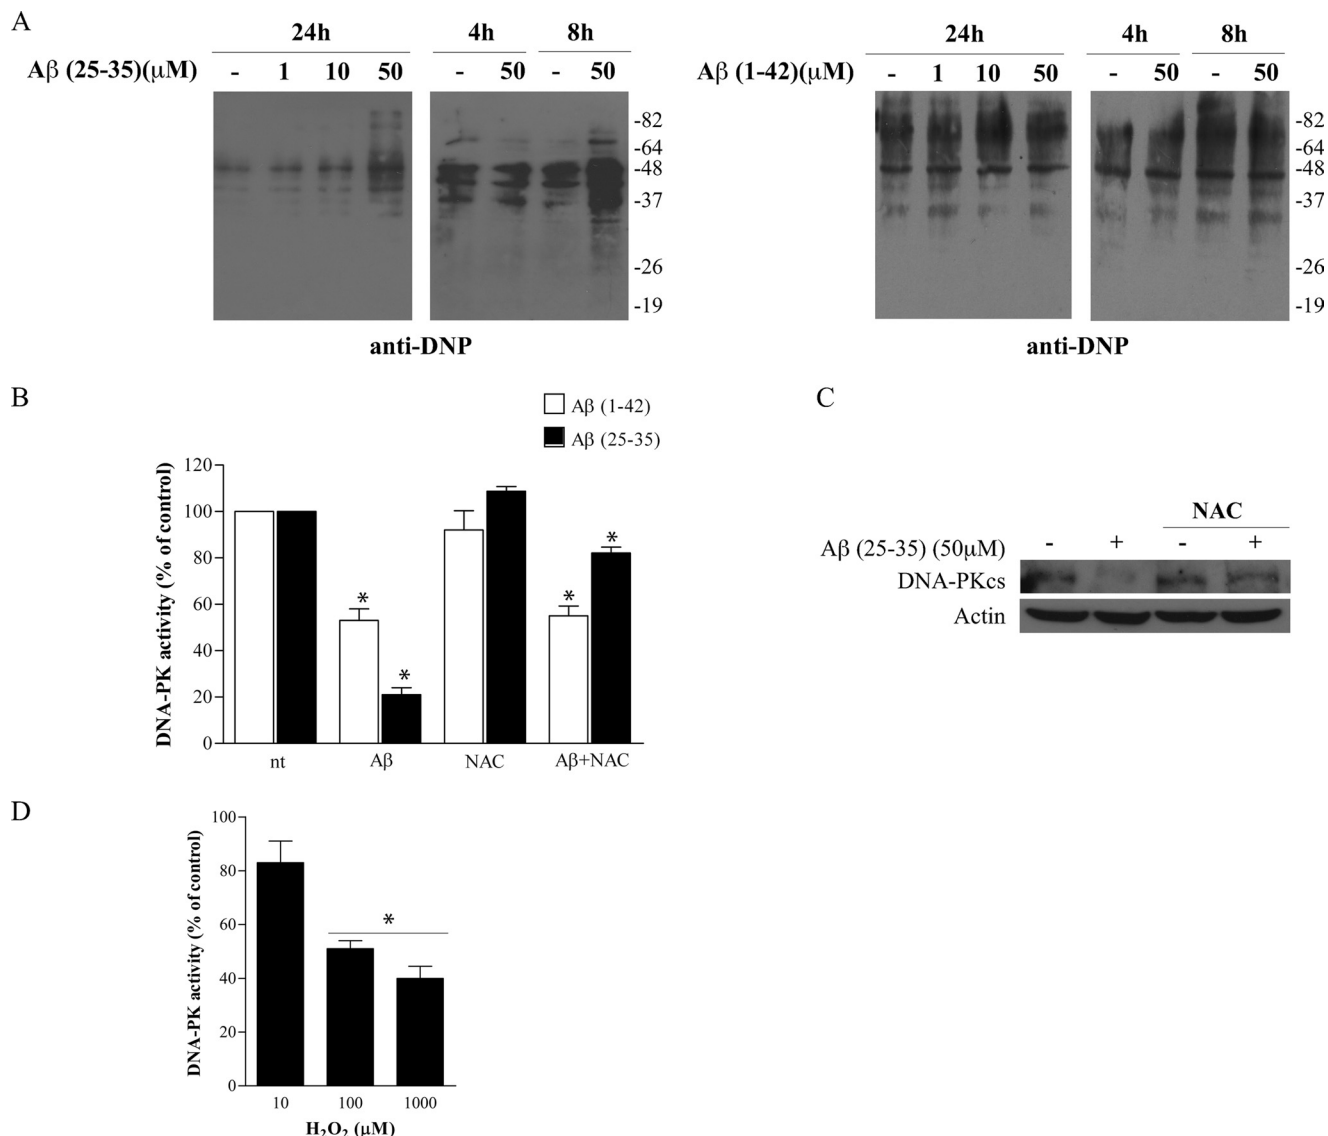 A
24h 4h 8h
Aβ (25-35)(μM) - 1 10 50 - 50 - 50
-82
-64
-48
-37
-26
-19
anti-DNP
24h 4h 8h
Aβ (1-42)(μM) - 1 10 50 - 50 - 50
-82
-64
-48
-37
-26
-19
anti-DNP
B
Aβ (1-42)
Aβ (25-35)
DNA-PK activity (% of control)
120
100
80
60
40
20
0
* * * *
nt Aβ NAC Aβ+NAC
C
NAC
Aβ (25-35) (50μM) - + - +
DNA-PKcs
Actin
D
DNA-PK activity (% of control)
100
80
60
40
20
0
*
10 100 1000
H₂O₂ (μM)